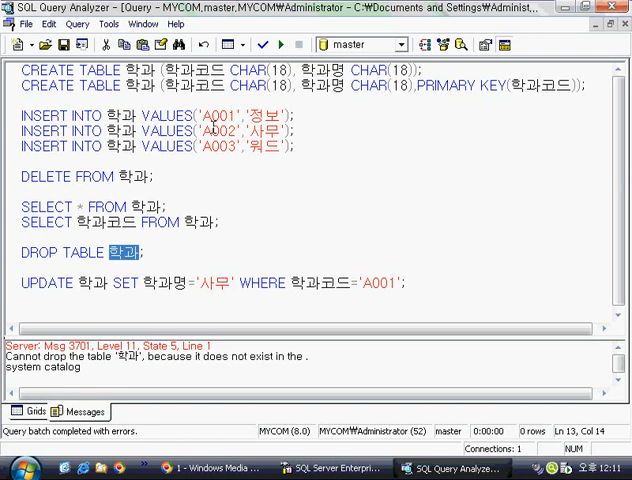 SQL Query Analyzer - [Query - MYCOM,master,MYCOM₩Administrator - C:₩Documents and Settings₩Administ...
File Edit Query Tools Window Help
master
CREATE TABLE 학과 (학과코드 CHAR(18), 학과명 CHAR(18));
CREATE TABLE 학과 (학과코드 CHAR(18), 학과명 CHAR(18),PRIMARY KEY(학과코드));
INSERT INTO 학과 VALUES('A001','정보');
INSERT INTO 학과 VALUES('A002','사무');
INSERT INTO 학과 VALUES('A003','워드');
DELETE FROM 학과;
SELECT * FROM 학과;
SELECT 학과코드 FROM 학과;
DROP TABLE 학과;
UPDATE 학과 SET 학과명='사무' WHERE 학과코드='A001';
Server: Msg 3701, Level 11, State 5, Line 1
Cannot drop the table '학과', because it does not exist in the .
system catalog
Grids Messages
Query batch completed with errors. MYCOM (8.0) MYCOM₩Administrator (52) master 0:00:00 0 rows Ln 13, Col 14
Connections: 1 NUM
1 - Windows Media ... SQL Server Enterpri... SQL Query Analyze... 오후 12:11